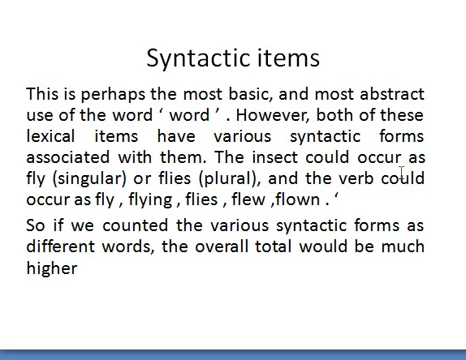 Syntactic items
This is perhaps the most basic, and most abstract
use of the word ‘ word ’ . However, both of these
lexical items have various syntactic forms
associated with them. The insect could occur as
fly (singular) or flies (plural), and the verb could
occur as fly , flying , flies , flew ,flown . ‘
So if we counted the various syntactic forms as
different words, the overall total would be much
higher